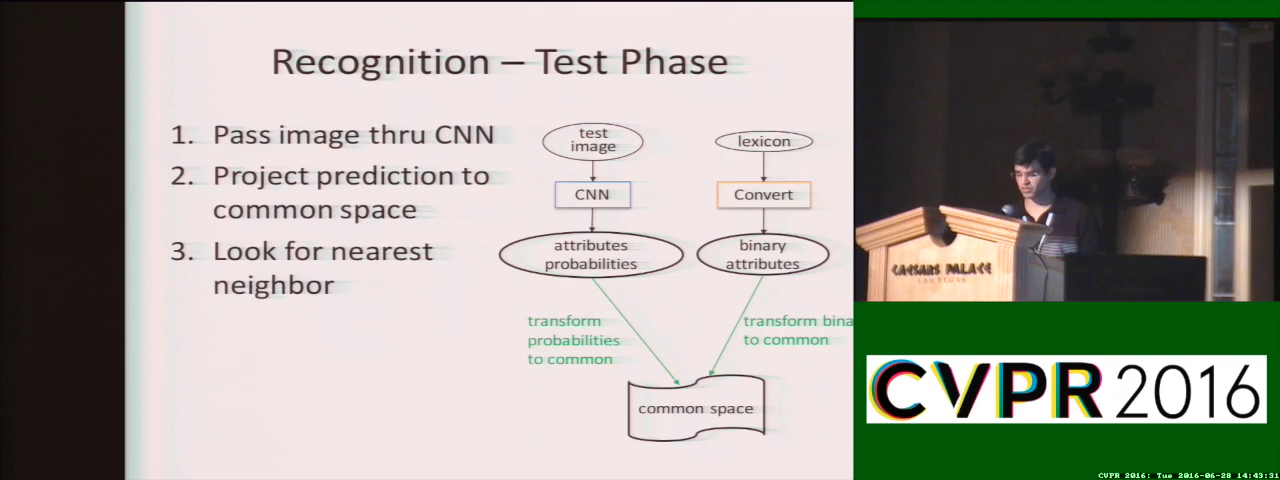 Recognition – Test Phase
1. Pass image thru CNN
2. Project prediction to
common space
3. Look for nearest
neighbor
test
image
lexicon
CNN
Convert
attributes
probabilities
binary
attributes
transform
probabilities
to common
transform bina
to common
common space
CAESARS PALACE
LAS VEGAS
CVPR 2016
CVPR 2016: Tue 2016-06-28 14:43:31